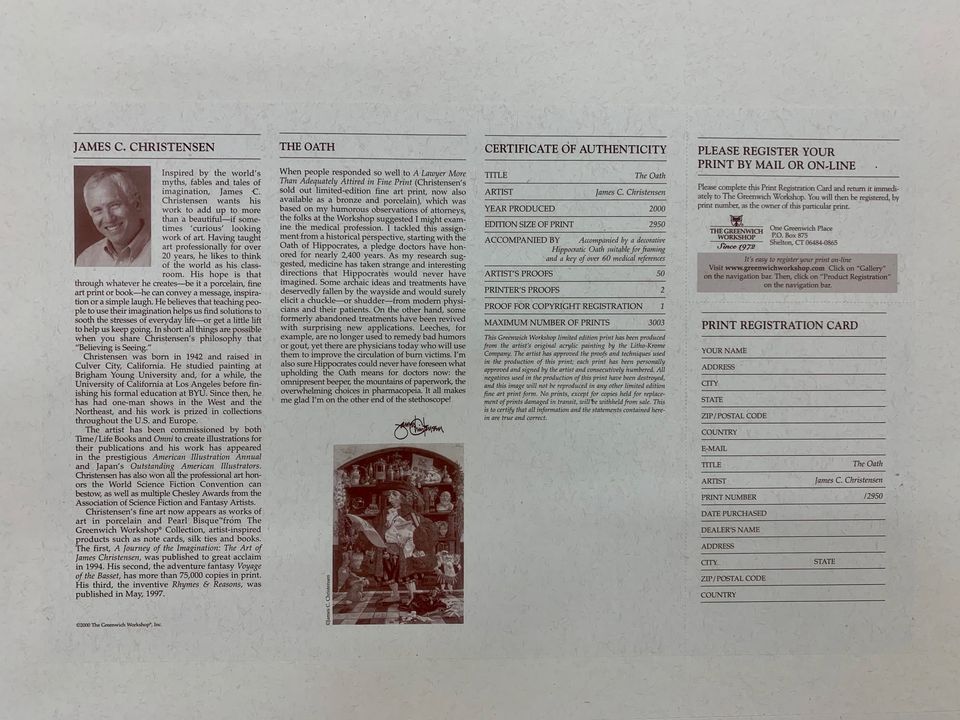 JAMES C. CHRISTENSEN
Inspired by the world's
myths, fables and tales of
imagination, James C.
Christensen wants his
work to add up to more
than a beautiful—if some-
times 'curious' looking
work of art. Having taught
art professionally for over
20 years, he likes to think
of the world as his class-
room. His hope is that
through whatever he creates—be it a porcelain, fine
art print or book—he can convey a message, inspira-
tion or a simple laugh. He believes that teaching peo-
ple to use their imagination helps us find solutions to
sooth the stresses of everyday life—or get a little lift
to help us keep going. In short: all things are possible
when you share Christensen's philosophy that
"Believing is Seeing."
Christensen was born in 1942 and raised in
Culver City, California. He studied painting at
Brigham Young University and, for a while, the
University of California at Los Angeles before fin-
ishing his formal education at BYU. Since then, he
has had one-man shows in the West and the
Northeast, and his work is prized in collections
throughout the U.S. and Europe.
The artist has been commissioned by both
Time/Life Books and Omni to create illustrations for
their publications and his work has appeared
in the prestigious American Illustration Annual
and Japan's Outstanding American Illustrators.
Christensen has also won all the professional art hon-
ors the World Science Fiction Convention can
bestow, as well as multiple Chesley Awards from the
Association of Science Fiction and Fantasy Artists.
Christensen's fine art now appears as works of
art in porcelain and Pearl Bisque™ from The
Greenwich Workshop® Collection, artist-inspired
products such as note cards, silk ties and books.
The first, A Journey of the Imagination: The Art of
James Christensen, was published to great acclaim
in 1994. His second, the adventure fantasy Voyage
of the Basset, has more than 75,000 copies in print.
His third, the inventive Rhymes & Reasons, was
published in May, 1997.
©2000 The Greenwich Workshop®, Inc.
THE OATH
When people responded so well to A Lawyer More
Than Adequately Attired in Fine Print (Christensen's
sold out limited-edition fine art print, now also
available as a bronze and porcelain), which was
based on my humorous observations of attorneys,
the folks at the Workshop suggested I might exam-
ine the medical profession. I tackled this assign-
ment from a historical perspective, starting with the
Oath of Hippocrates, a pledge doctors have hon-
ored for nearly 2,400 years. As my research sug-
gested, medicine has taken strange and interesting
directions that Hippocrates would never have
imagined. Some archaic ideas and treatments have
deservedly fallen by the wayside and would surely
elicit a chuckle—or shudder—from modern physi-
cians and their patients. On the other hand, some
formerly abandoned treatments have been revived
with surprising new applications. Leeches, for
example, are no longer used to remedy bad humors
or gout, yet there are physicians today who will use
them to improve the circulation of burn victims. I'm
also sure Hippocrates could never have foreseen what
upholding the Oath means for doctors now: the
omnipresent beeper, the mountains of paperwork, the
overwhelming choices in pharmacopeia. It all makes
me glad I'm on the other end of the stethoscope!
James Christensen
©James C. Christensen
CERTIFICATE OF AUTHENTICITY
TITLE The Oath
ARTIST James C. Christensen
YEAR PRODUCED 2000
EDITION SIZE OF PRINT 2950
ACCOMPANIED BY Accompanied by a decorative
Hippocratic Oath suitable for framing
and a key of over 60 medical references
ARTIST'S PROOFS 50
PRINTER'S PROOFS 2
PROOF FOR COPYRIGHT REGISTRATION 1
MAXIMUM NUMBER OF PRINTS 3003
This Greenwich Workshop limited edition print has been produced
from the artist's original acrylic painting by the Litho-Krome
Company. The artist has approved the proofs and techniques used
in the production of this print; each print has been personally
approved and signed by the artist and consecutively numbered. All
negatives used in the production of this print have been destroyed,
and this image will not be reproduced in any other limited edition
fine art print form. No prints, except for copies held for replace-
ment of prints damaged in transit, will be withheld from sale. This
is to certify that all information and the statements contained here-
in are true and correct.
PLEASE REGISTER YOUR
PRINT BY MAIL OR ON-LINE
Please complete this Print Registration Card and return it immedi-
ately to The Greenwich Workshop. You will then be registered, by
print number, as the owner of this particular print.
THE GREENWICH
WORKSHOP
Since 1972
One Greenwich Place
P.O. Box 875
Shelton, CT 06484-0865
It's easy to register your print on-line
Visit www.greenwichworkshop.com Click on "Gallery"
on the navigation bar. Then, click on "Product Registration"
on the navigation bar.
PRINT REGISTRATION CARD
YOUR NAME
ADDRESS
CITY
STATE
ZIP/POSTAL CODE
COUNTRY
E-MAIL
TITLE The Oath
ARTIST James C. Christensen
PRINT NUMBER /2950
DATE PURCHASED
DEALER'S NAME
ADDRESS
CITY STATE
ZIP/POSTAL CODE
COUNTRY